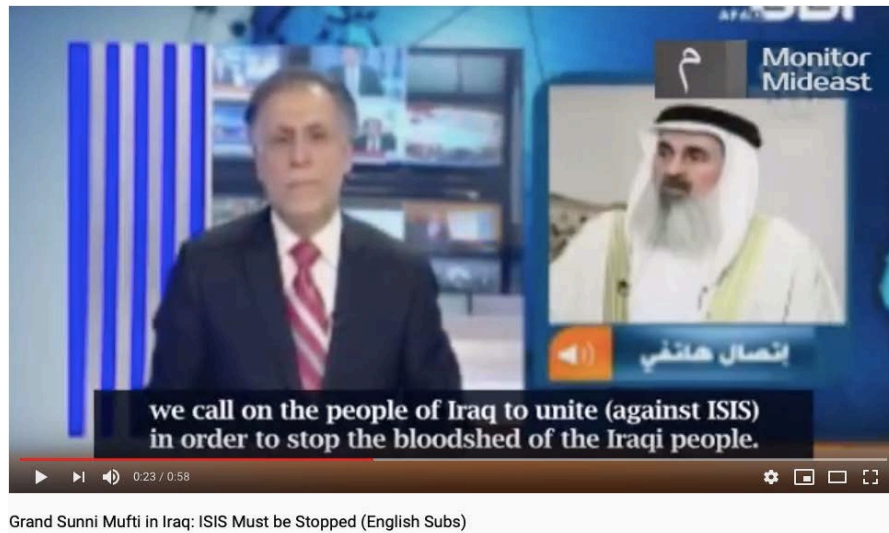 Monitor
Mideast
م
إتصال هاتفي
we call on the people of Iraq to unite (against ISIS)
in order to stop the bloodshed of the Iraqi people.
0:23 / 0:58
Grand Sunni Mufti in Iraq: ISIS Must be Stopped (English Subs)